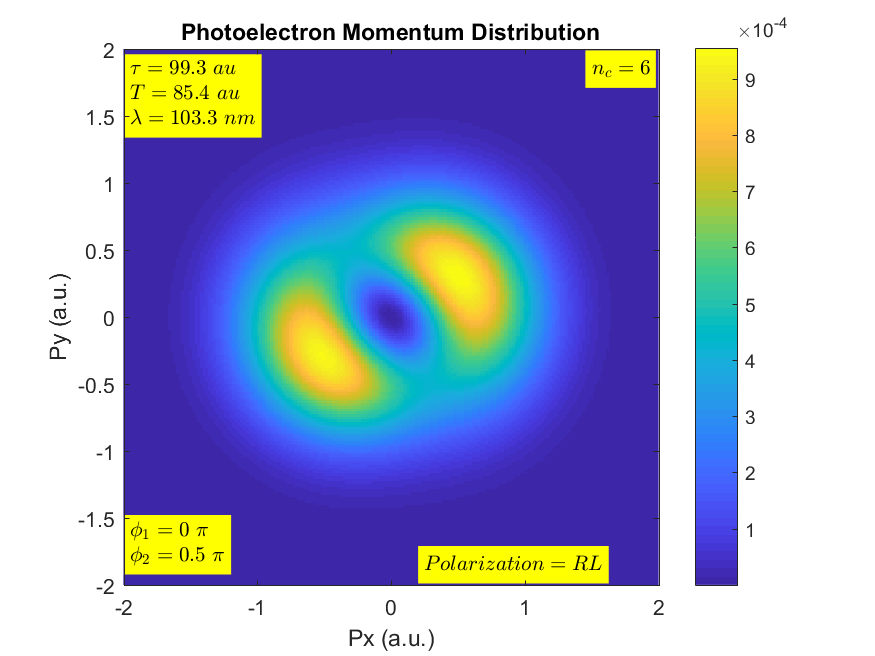 Photoelectron Momentum Distribution
×10⁻⁴
τ = 99.3 au
T = 85.4 au
λ = 103.3 nm
n_c = 6
ϕ₁ = 0 π
ϕ₂ = 0.5 π
Polarization = RL
2
1.5
1
0.5
0
-0.5
-1
-1.5
-2
Py (a.u.)
-2
-1
0
1
2
Px (a.u.)
9
8
7
6
5
4
3
2
1